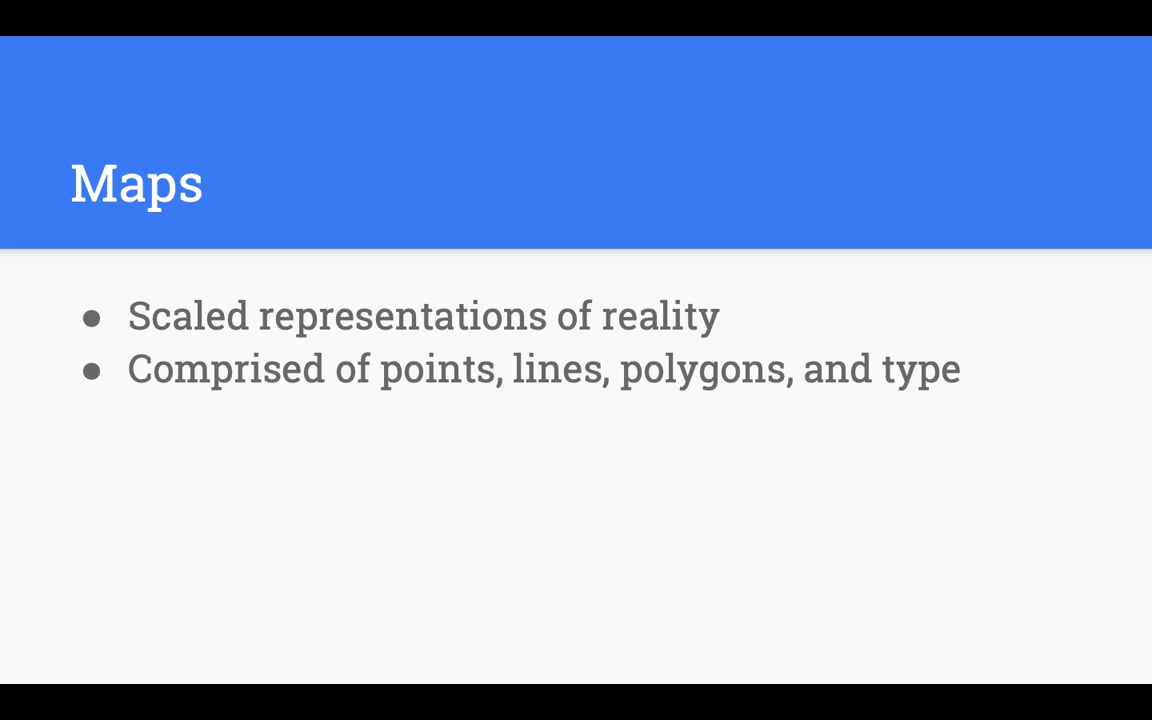 Maps
● Scaled representations of reality
● Comprised of points, lines, polygons, and type